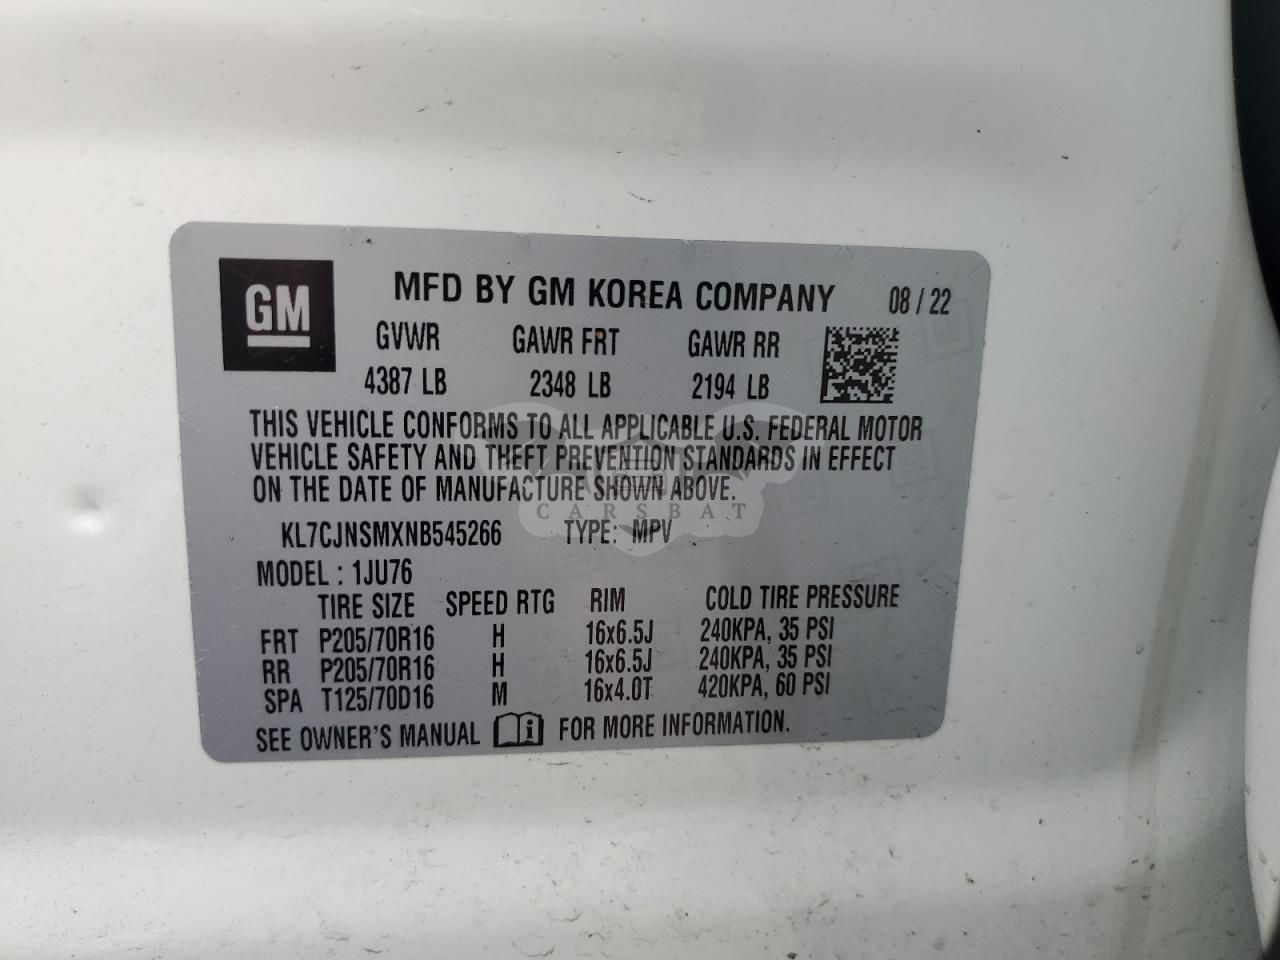 GM
MFD BY GM KOREA COMPANY 08 / 22
GVWR GAWR FRT GAWR RR
4387 LB 2348 LB 2194 LB
THIS VEHICLE CONFORMS TO ALL APPLICABLE U.S. FEDERAL MOTOR
VEHICLE SAFETY AND THEFT PREVENTION STANDARDS IN EFFECT
ON THE DATE OF MANUFACTURE SHOWN ABOVE.
CARSBAT
KL7CJNSMXNB545266 TYPE: MPV
MODEL : 1JU76
TIRE SIZE SPEED RTG RIM COLD TIRE PRESSURE
FRT P205/70R16 H 16x6.5J 240KPA, 35 PSI
RR P205/70R16 H 16x6.5J 240KPA, 35 PSI
SPA T125/70D16 M 16x4.0T 420KPA, 60 PSI
SEE OWNER'S MANUAL i FOR MORE INFORMATION.